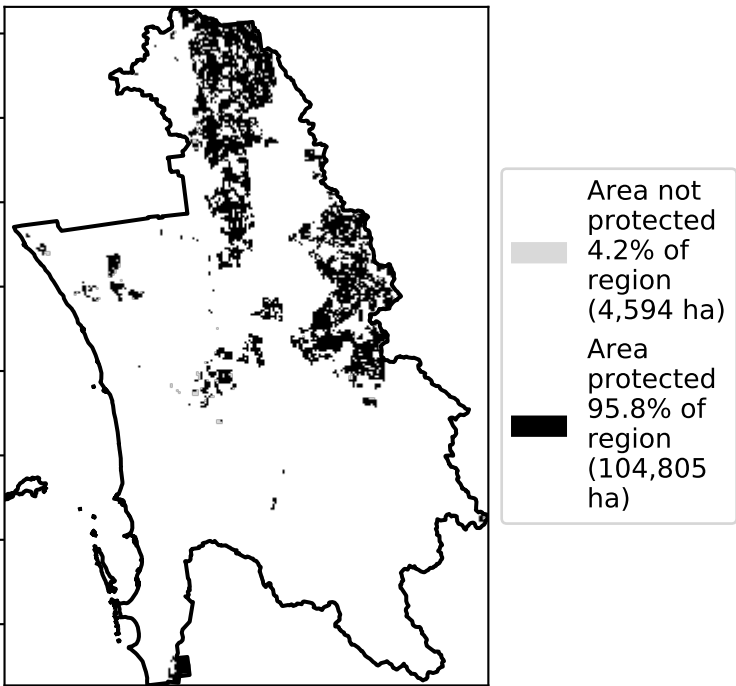 Area not
protected
4.2% of
region
(4,594 ha)
Area
protected
95.8% of
region
(104,805
ha)